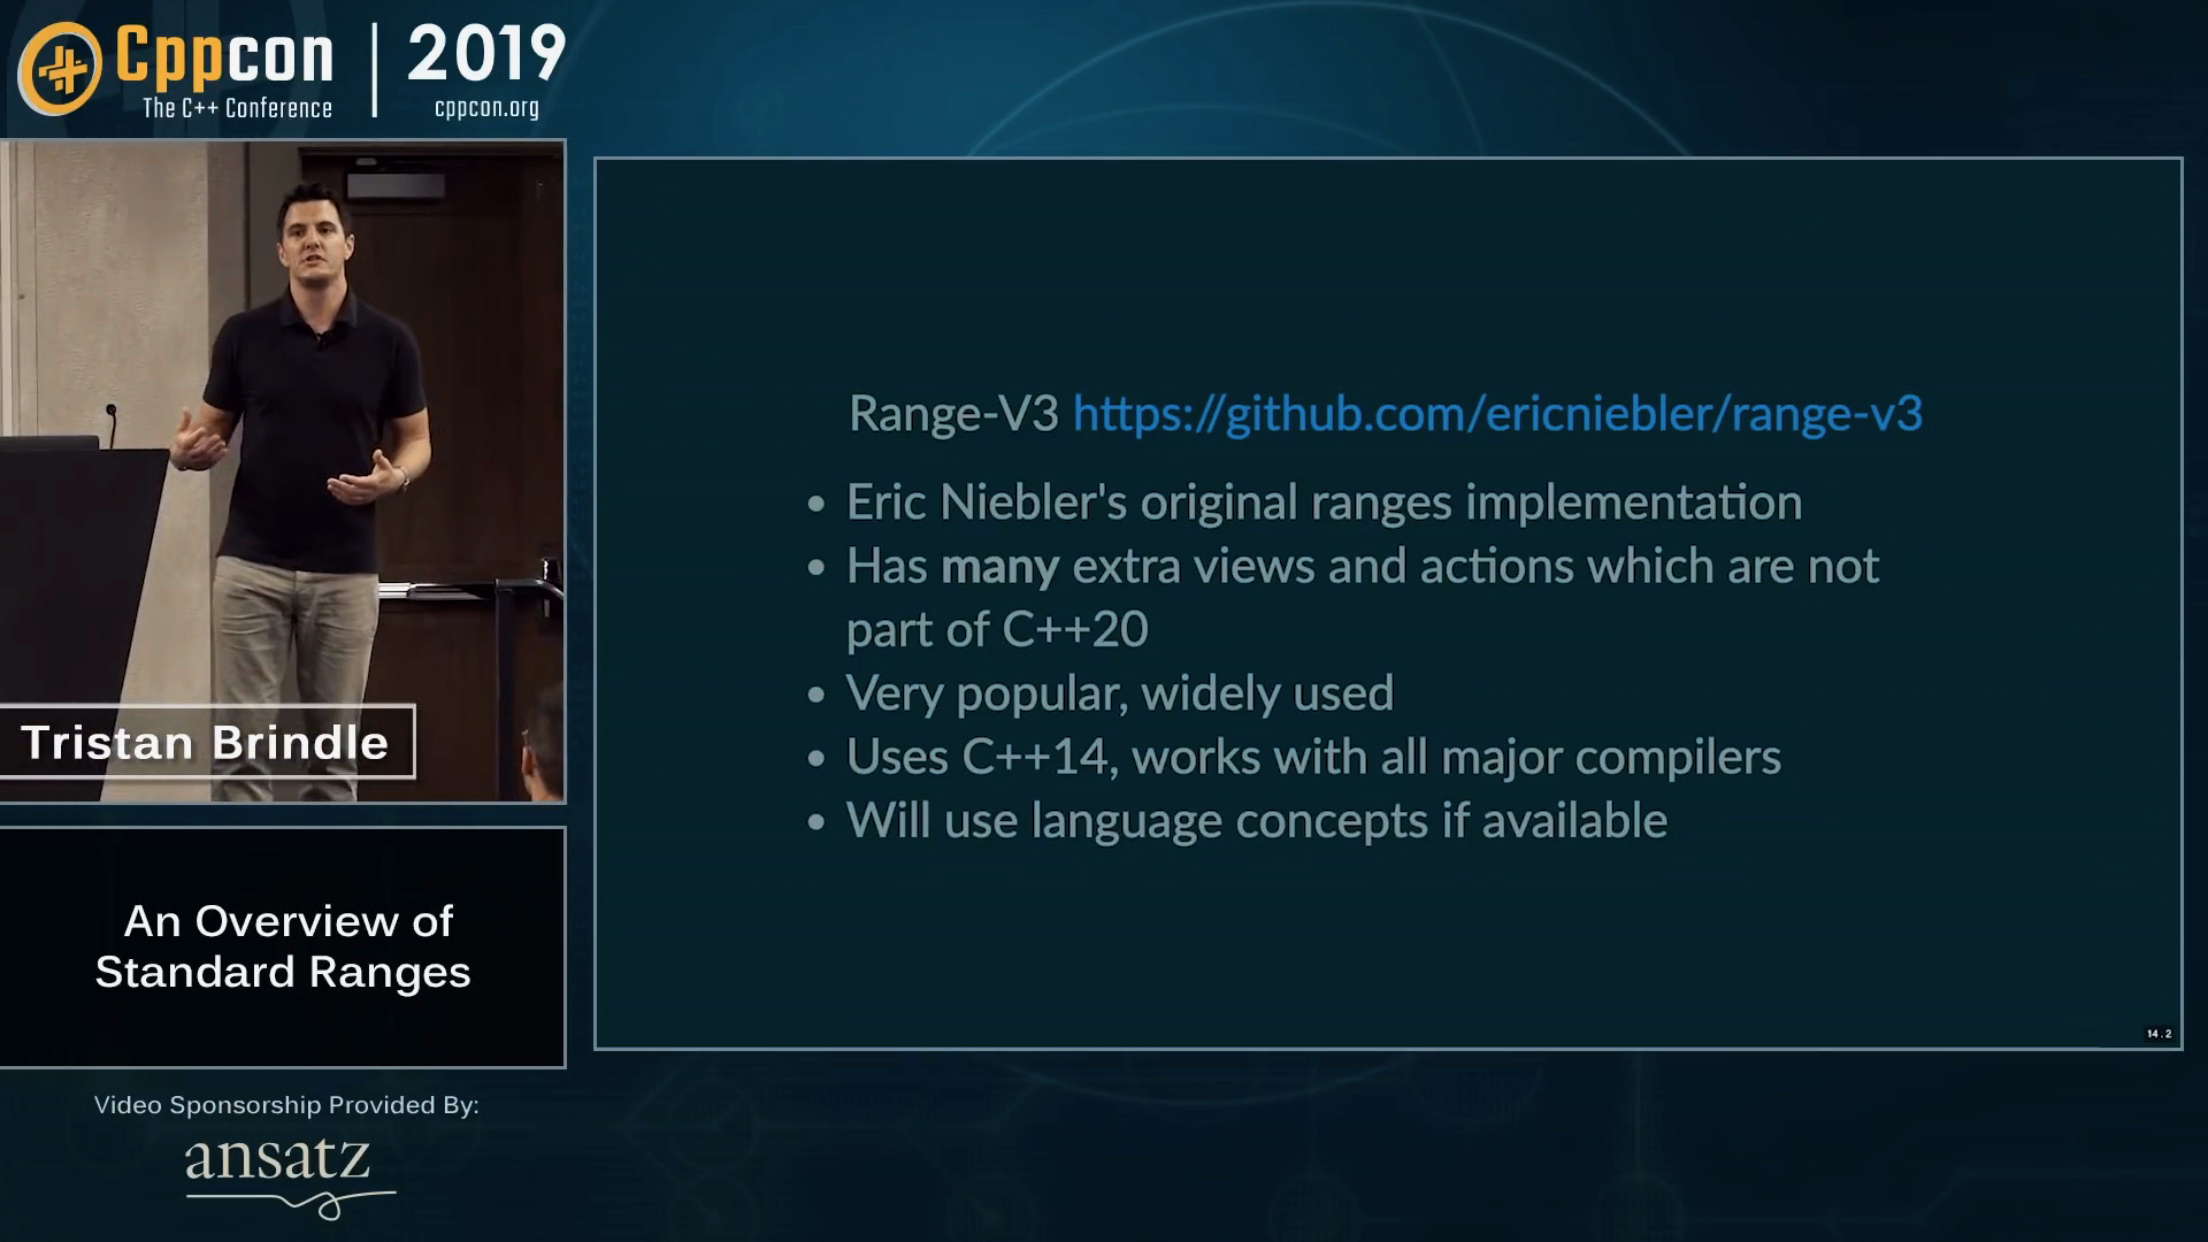 Cppcon
The C++ Conference
2019
cppcon.org
Tristan Brindle
An Overview of
Standard Ranges
Video Sponsorship Provided By:
ansatz
Range-V3 https://github.com/ericniebler/range-v3
• Eric Niebler's original ranges implementation
• Has many extra views and actions which are not
part of C++20
• Very popular, widely used
• Uses C++14, works with all major compilers
• Will use language concepts if available
14.2